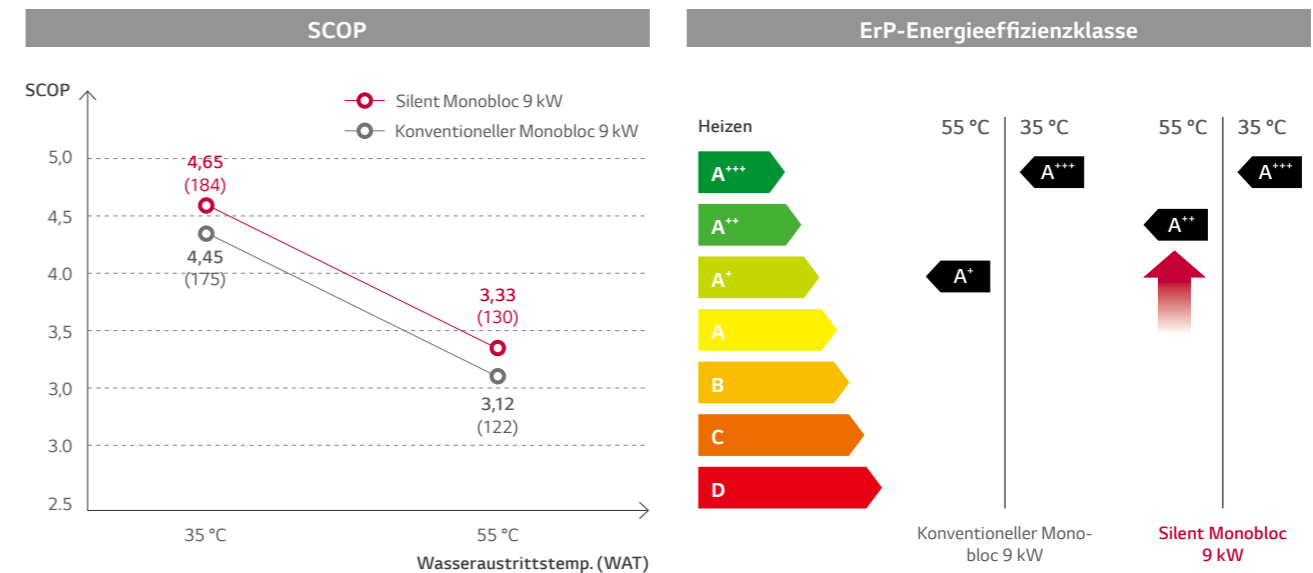 SCOP
SCOP
Silent Monobloc 9 kW
Konventioneller Monobloc 9 kW
5,0
4,5
4.0
3,5
3,0
3.0
2.5
4,65
(184)
4,45
(175)
3,33
(130)
3,12
(122)
35 °C
55 °C
Wasseraustrittstemp. (WAT)
ErP-Energieeffizienzklasse
Heizen
55 °C
35 °C
55 °C
35 °C
A+++
A+++
A+++
A++
A++
A+
A+
A
B
C
D
Konventioneller Mono-
bloc 9 kW
Silent Monobloc
9 kW